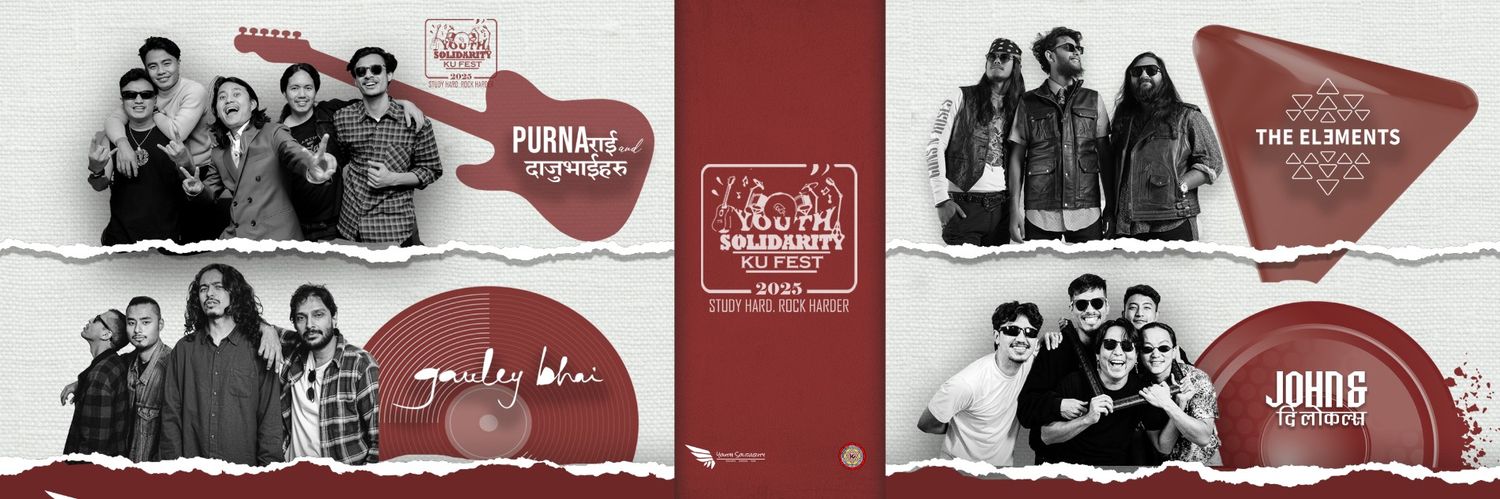 YOUTH
SOLIDARITY
KU FEST
2025
STUDY HARD. ROCK HARDER
PURNA राई and
दाजुभाईहरु
gauley bhai
YOUTH
SOLIDARITY
KU FEST
2025
STUDY HARD. ROCK HARDER
Youth Solidarity
THE ELƎMENTS
JOHN &
दि लोकल्स